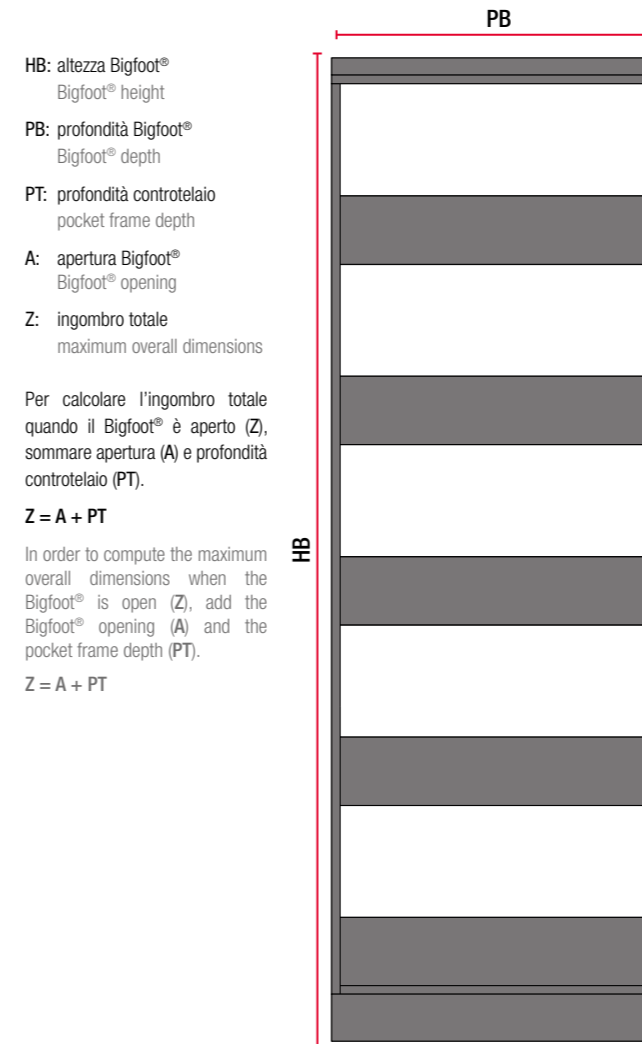 PB
HB: altezza Bigfoot®
Bigfoot® height
PB: profondità Bigfoot®
Bigfoot® depth
PT: profondità controtelaio
pocket frame depth
A: apertura Bigfoot®
Bigfoot® opening
Z: ingombro totale
maximum overall dimensions
Per calcolare l'ingombro totale
quando il Bigfoot® è aperto (Z),
sommare apertura (A) e profondità
controtelaio (PT).
Z = A + PT
In order to compute the maximum
overall dimensions when the
Bigfoot® is open (Z), add the
Bigfoot® opening (A) and the
pocket frame depth (PT).
Z = A + PT
HB